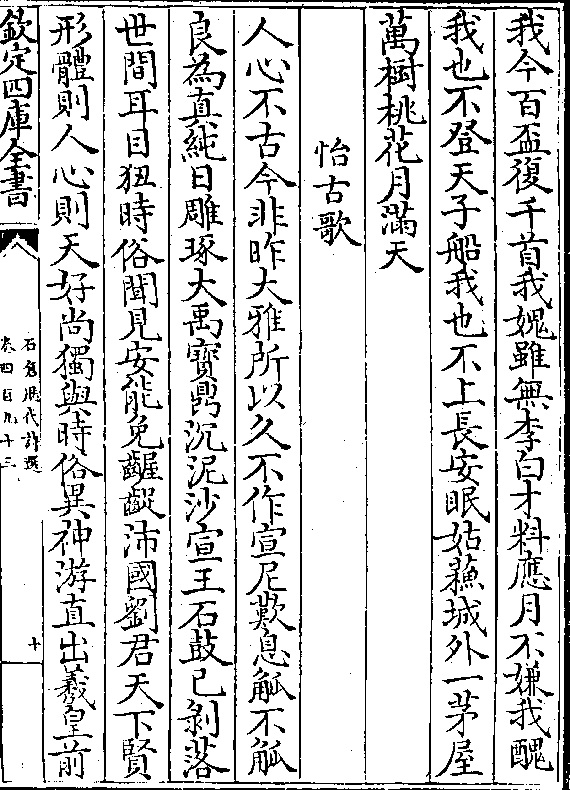 我今百盃復千首我媿雖無李白才料應月不嫌我醜
我也不登天子船我也不上長安眠姑蘓城外一茅屋
萬樹桃花月滿天
怡古歌
人心不古今非昨大雅所以久不作宣尼歎息觚不觚
良為真純日雕琢大禹寳鼎沉泥沙宣王石鼓已剝落
世間耳目狃時俗聞見安能免齷齪沛國劉君天下賢
形體則人心則天好尚獨與時俗異神游直出羲皇前
欽定四庫全書
石倉歴代詩選
卷四百九十三
十